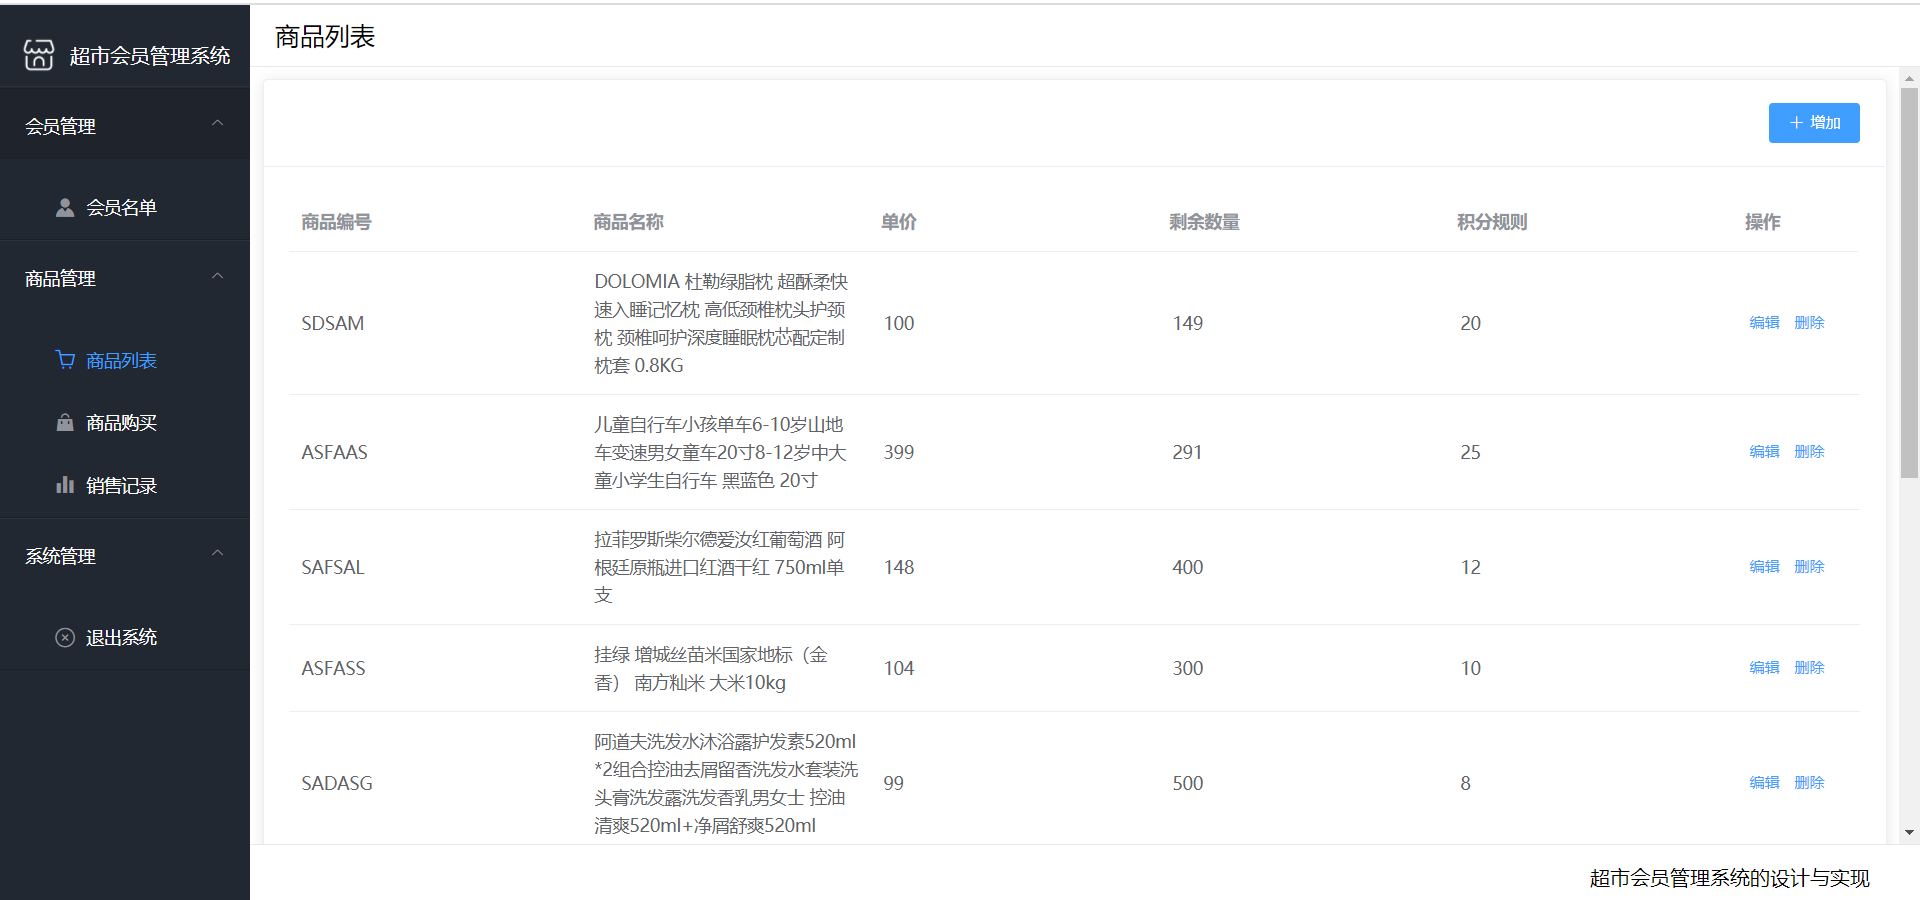 超市会员管理系统
会员管理
会员名单
商品管理
商品列表
商品购买
销售记录
系统管理
退出系统
商品列表
增加
商品编号 商品名称 单价 剩余数量 积分规则 操作
SDSAM
DOLOMIA 杜勒绿脂枕 超酥柔快
速入睡记忆枕 高低颈椎枕头护颈
枕 颈椎呵护深度睡眠枕芯配定制
枕套 0.8KG
100 149 20 编辑 删除
ASFAAS
儿童自行车小孩单车6-10岁山地
车变速男女童车20寸8-12岁中大
童小学生自行车 黑蓝色 20寸
399 291 25 编辑 删除
SAFSAL
拉菲罗斯柴尔德爱汝红葡萄酒 阿
根廷原瓶进口红酒干红 750ml单
支
148 400 12 编辑 删除
ASFASS
挂绿 增城丝苗米国家地标（金
香） 南方籼米 大米10kg
104 300 10 编辑 删除
SADASG
阿道夫洗发水沐浴露护发素520ml
*2组合控油去屑留香洗发水套装洗
头膏洗发露洗发香乳男女士 控油
清爽520ml+净屑舒爽520ml
99 500 8 编辑 删除
超市会员管理系统的设计与实现